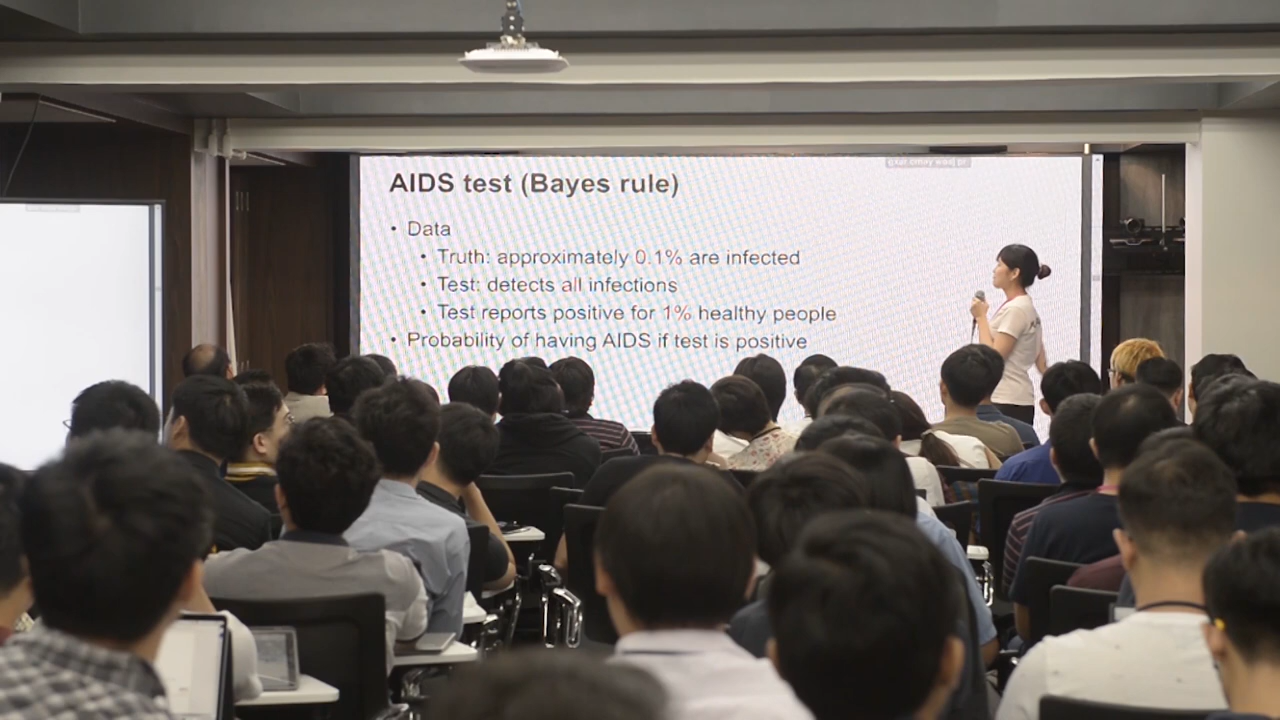 AIDS test (Bayes rule)
• Data
• Truth: approximately 0.1% are infected
• Test: detects all infections
• Test reports positive for 1% healthy people
• Probability of having AIDS if test is positive